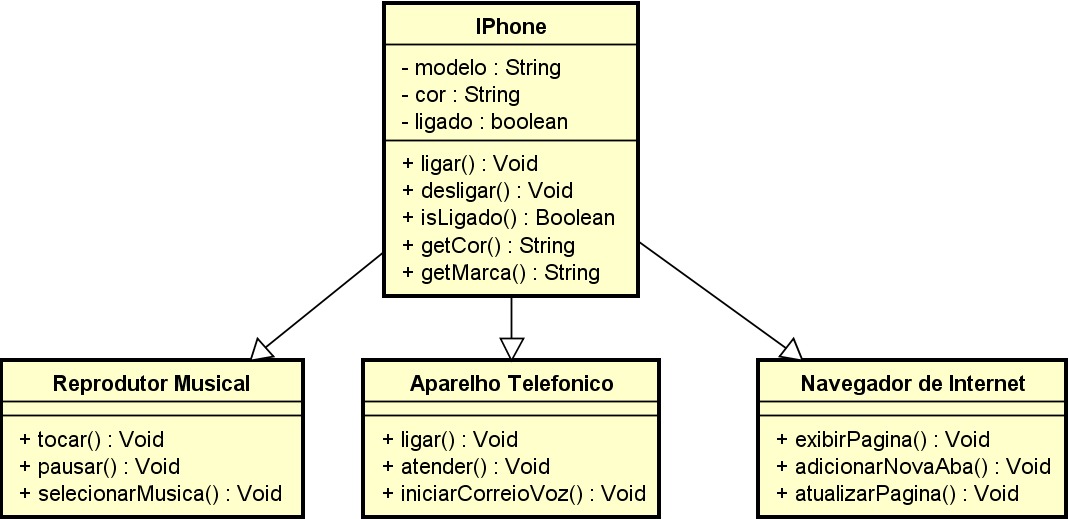 IPhone
- modelo : String
- cor : String
- ligado : boolean
+ ligar() : Void
+ desligar() : Void
+ isLigado() : Boolean
+ getCor() : String
+ getMarca() : String
Reprodutor Musical
+ tocar() : Void
+ pausar() : Void
+ selecionarMusica() : Void
Aparelho Telefonico
+ ligar() : Void
+ atender() : Void
+ iniciarCorreioVoz() : Void
Navegador de Internet
+ exibirPagina() : Void
+ adicionarNovaAba() : Void
+ atualizarPagina() : Void